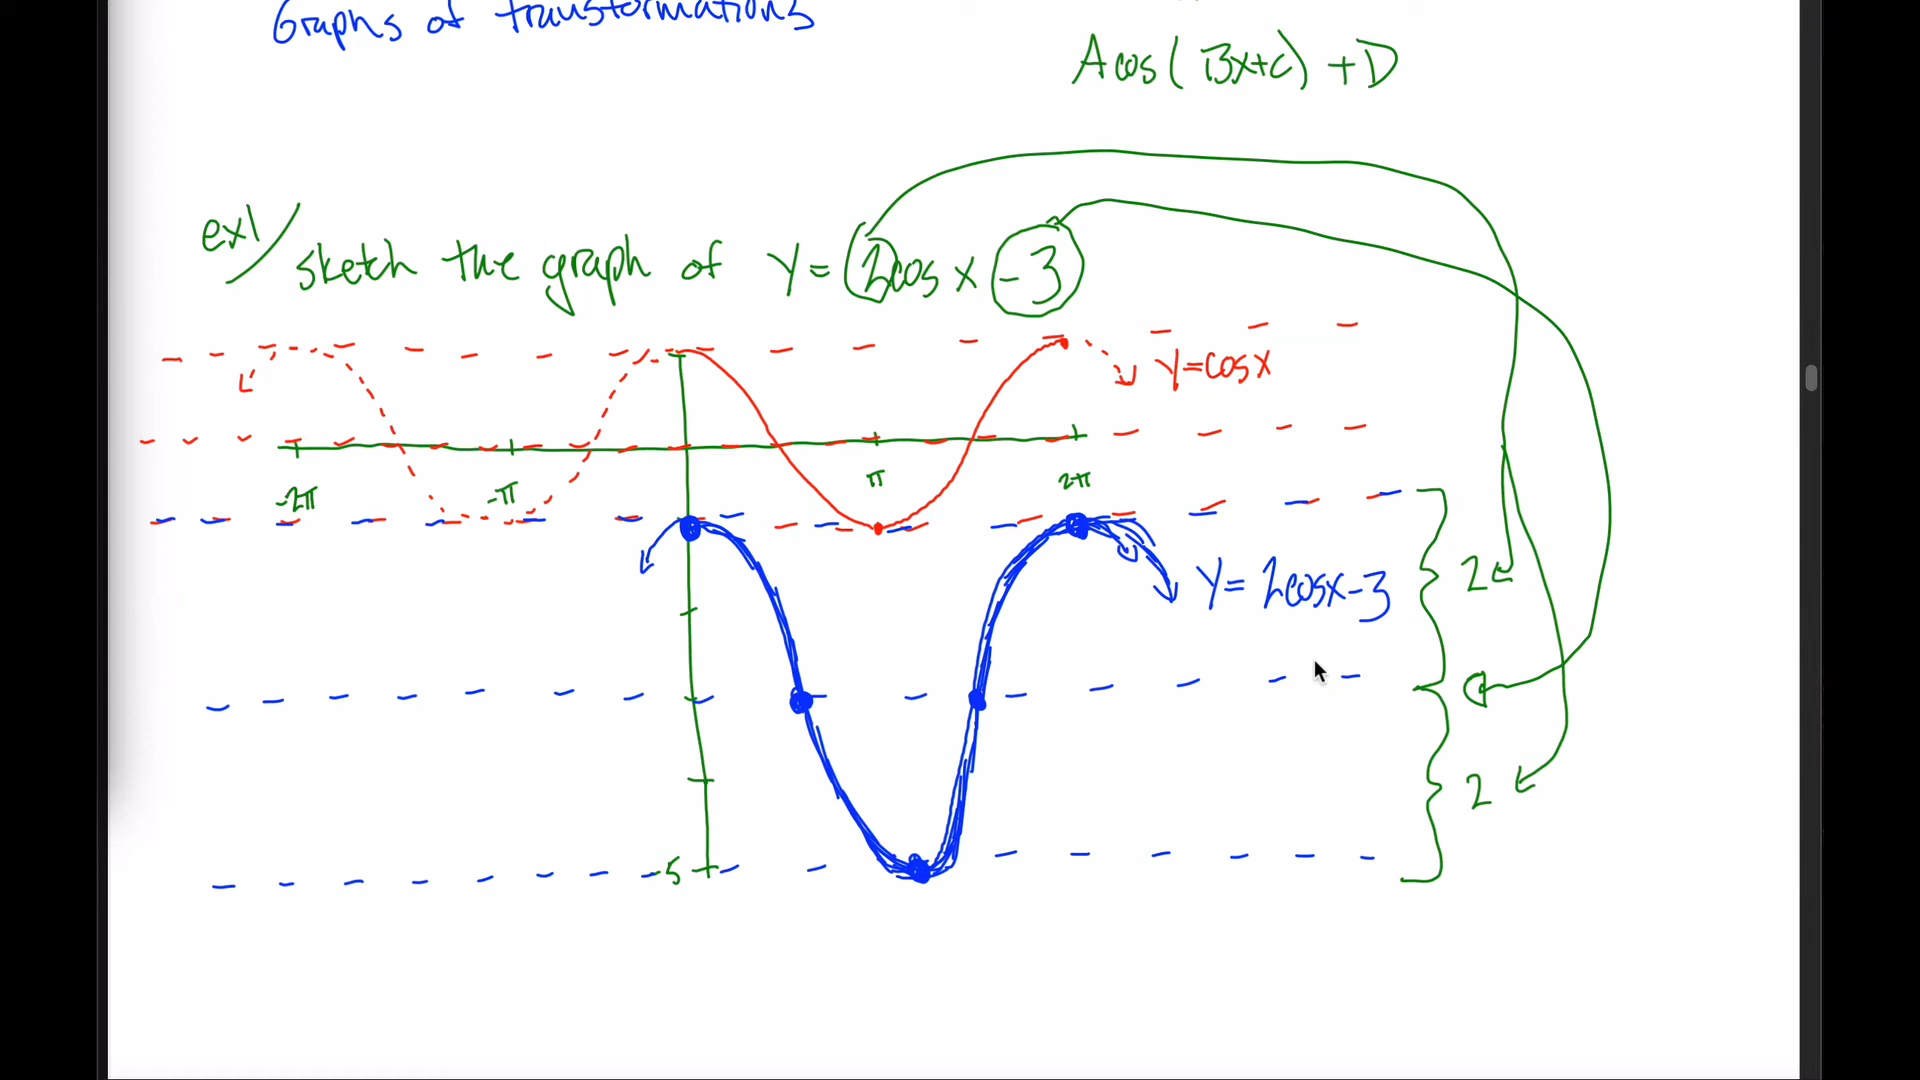 Graphs of transformations
A cos(Bx+C) + D
ex1/ sketch the graph of y = 2cos x - 3
y=cosx
-2π -π π 2π
y= 2cosx-3
2
2
-5